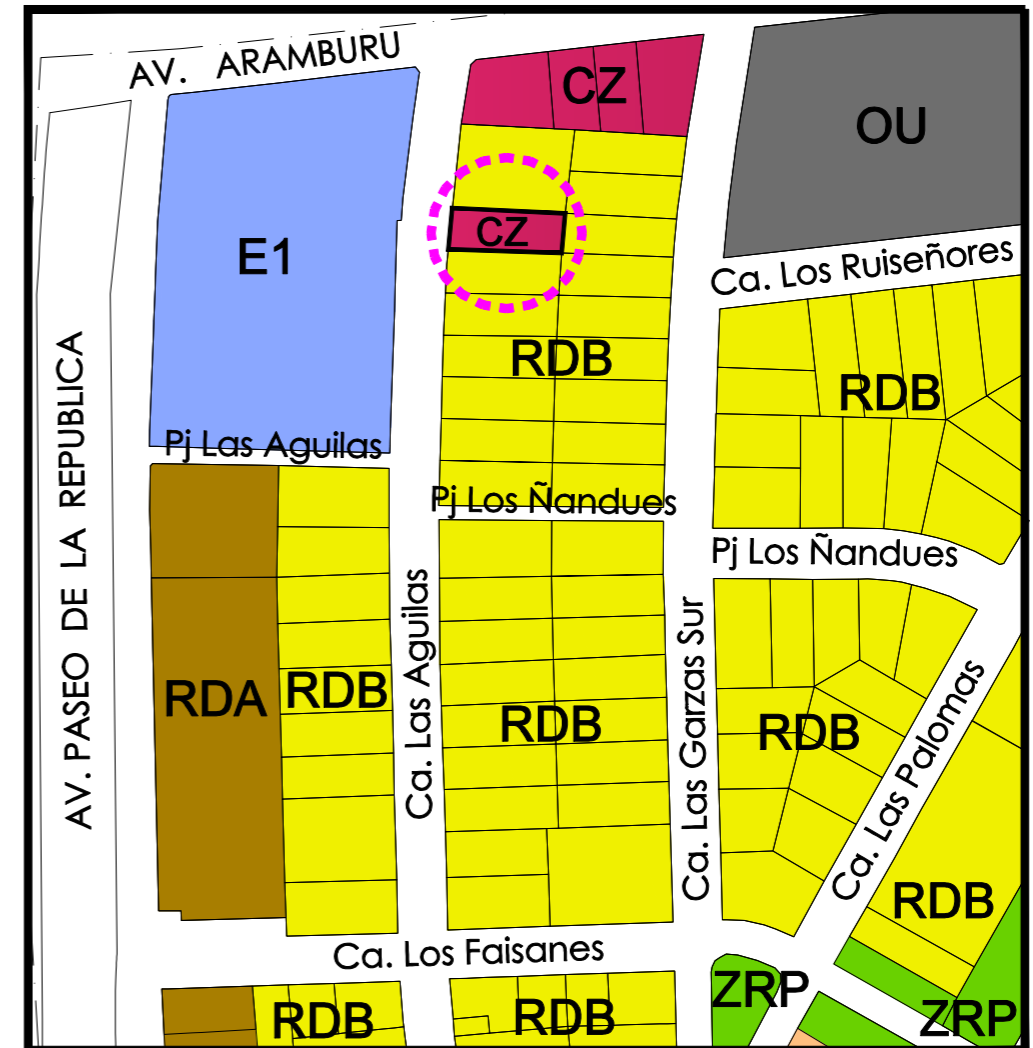 AV. ARAMBURU
CZ
OU
CZ
E1
Ca. Los Ruiseñores
RDB
RDB
AV. PASEO DE LA REPUBLICA
Pj Las Aguilas
Pj Los Ñandues
Pj Los Ñandues
Ca. Las Aguilas
Ca. Las Garzas Sur
RDA
RDB
RDB
RDB
Ca. Las Palomas
RDB
Ca. Los Faisanes
ZRP
RDB
RDB
ZRP